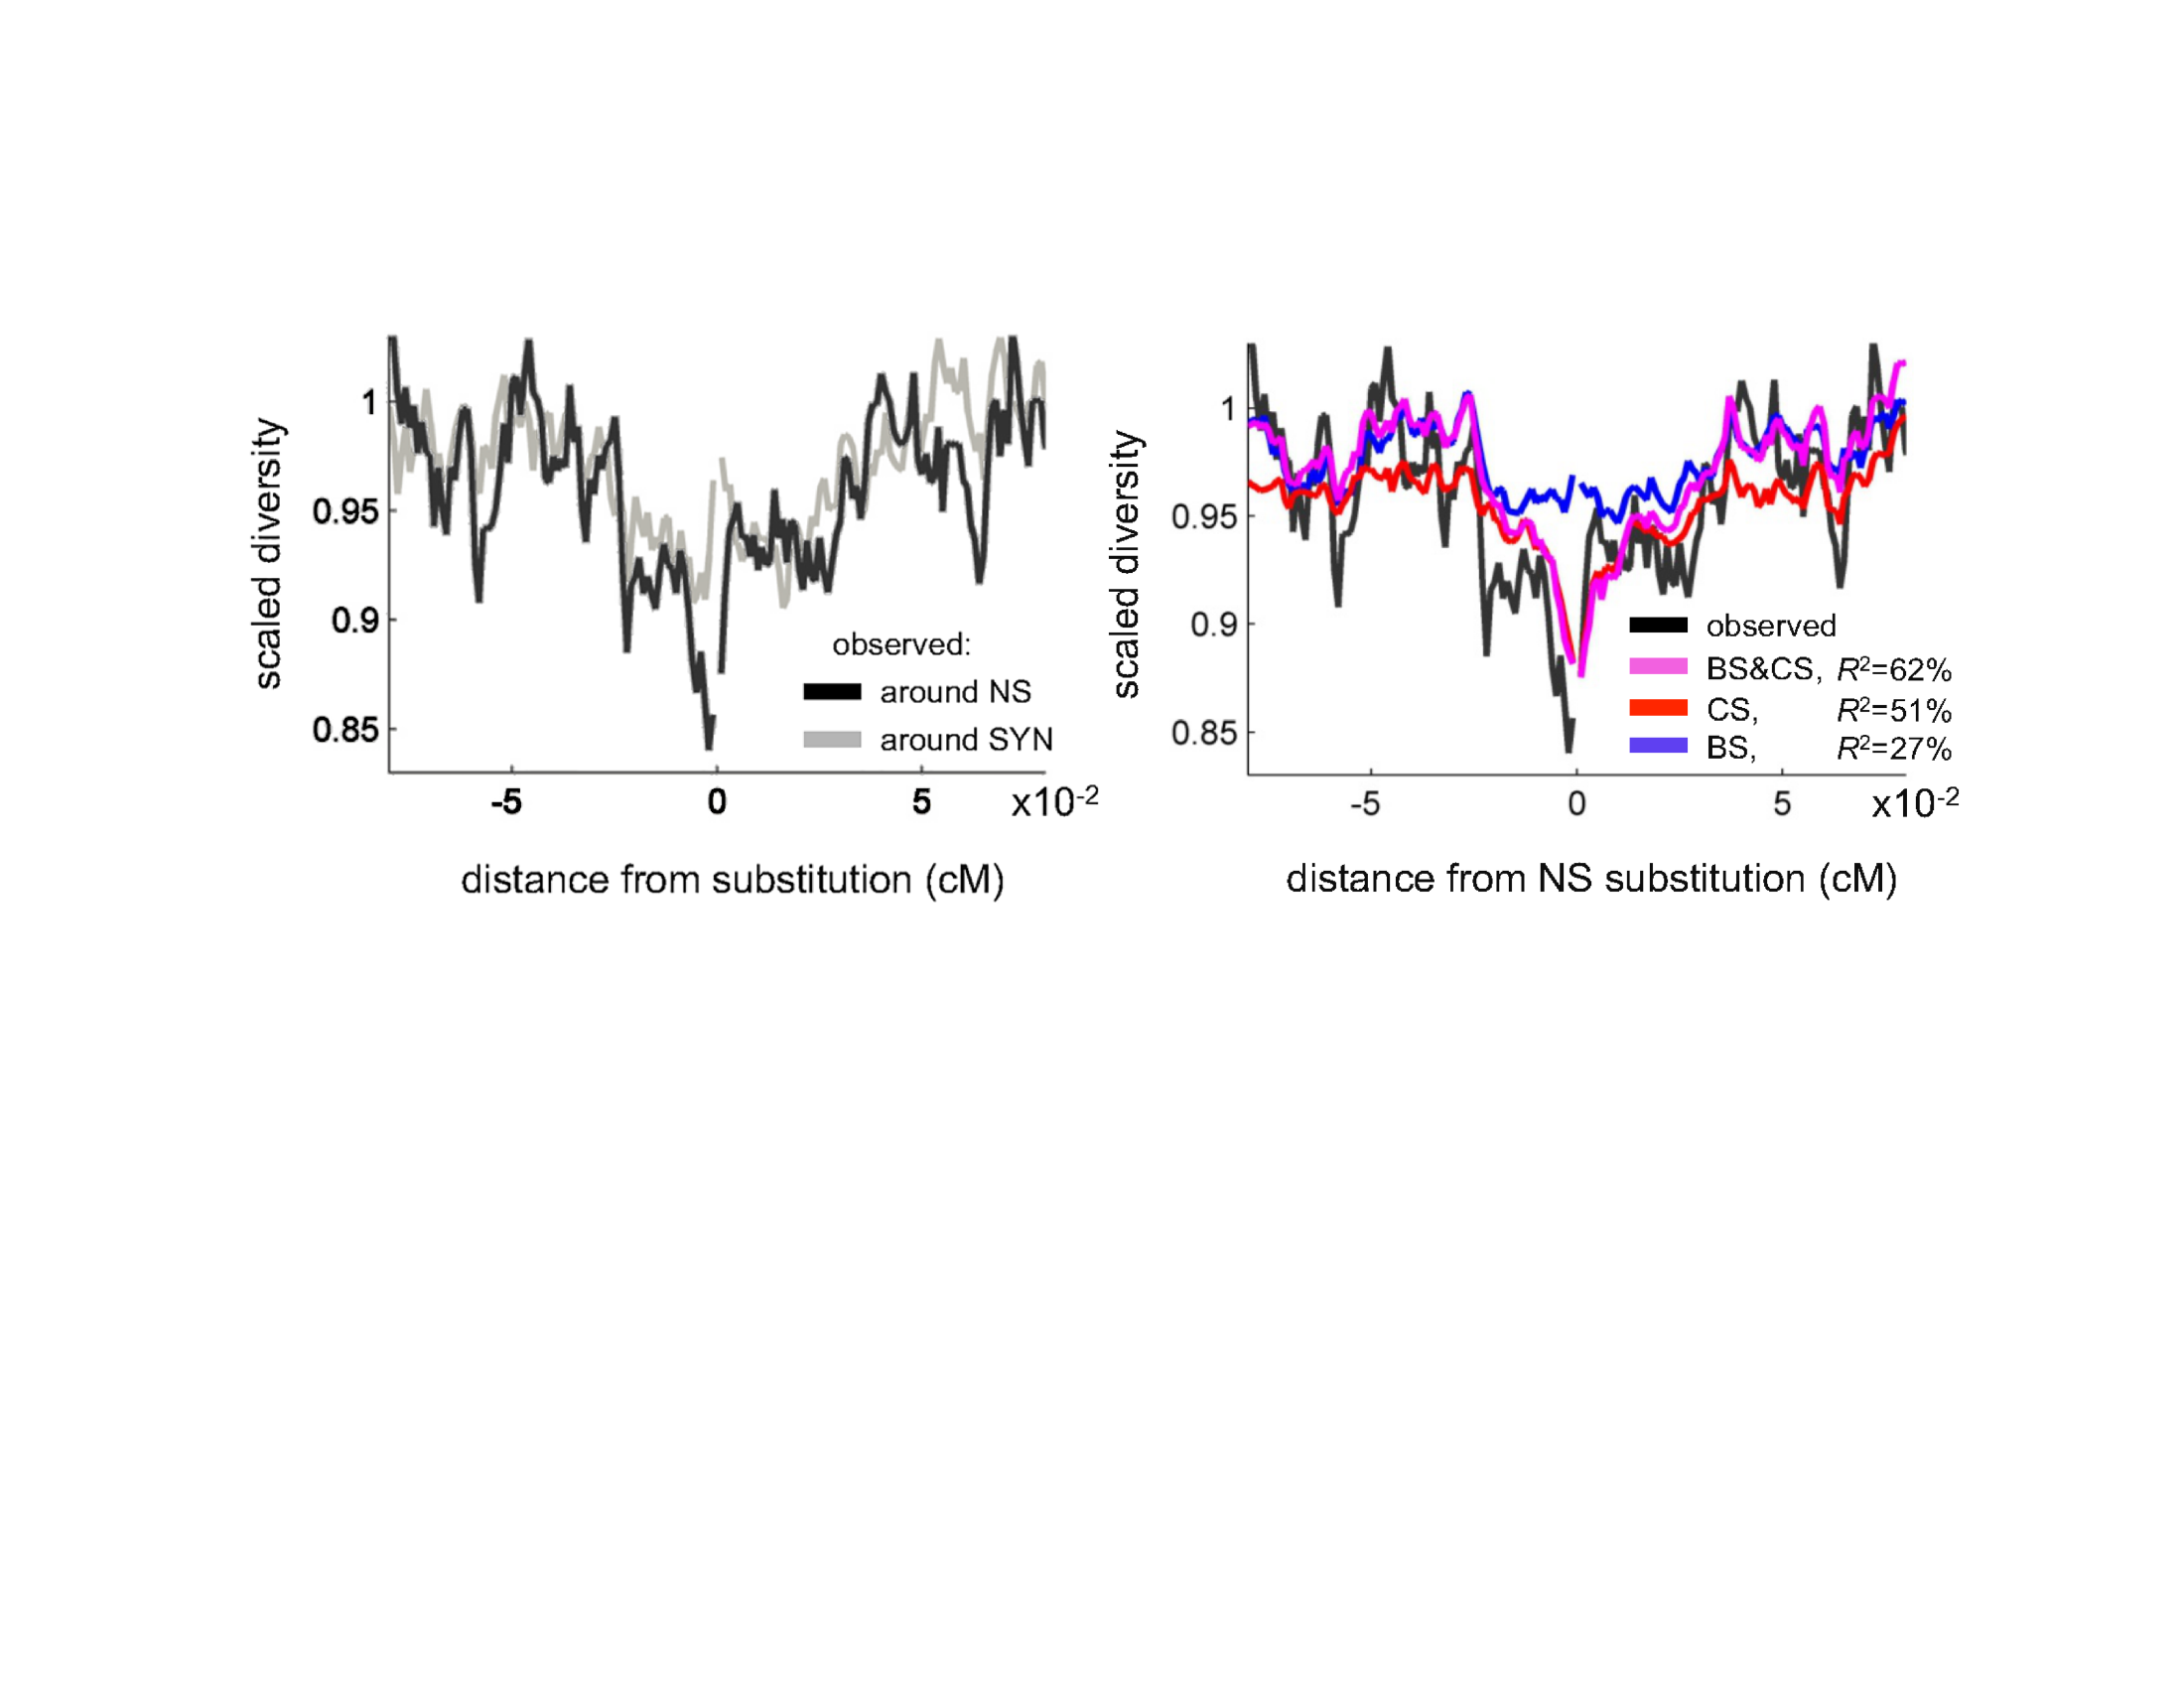 scaled diversity
1
0.95
0.9
0.85
-5
0
5
x10-2
distance from substitution (cM)
observed:
around NS
around SYN
scaled diversity
1
0.95
0.9
0.85
-5
0
5
x10-2
distance from NS substitution (cM)
observed
BS&CS, R2=62%
CS, R2=51%
BS, R2=27%